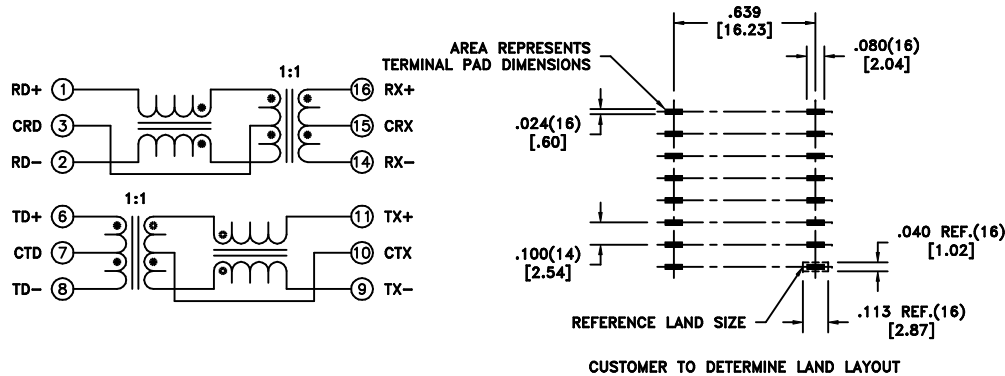 1:1
RD+ 1
16 RX+
CRD 3
15 CRX
RD- 2
14 RX-
1:1
TD+ 6
11 TX+
CTD 7
10 CTX
TD- 8
9 TX-
.639
[16.23]
AREA REPRESENTS
TERMINAL PAD DIMENSIONS
.080(16)
[2.04]
.024(16)
[.60]
.100(14)
[2.54]
.040 REF.(16)
[1.02]
REFERENCE LAND SIZE
.113 REF.(16)
[2.87]
CUSTOMER TO DETERMINE LAND LAYOUT